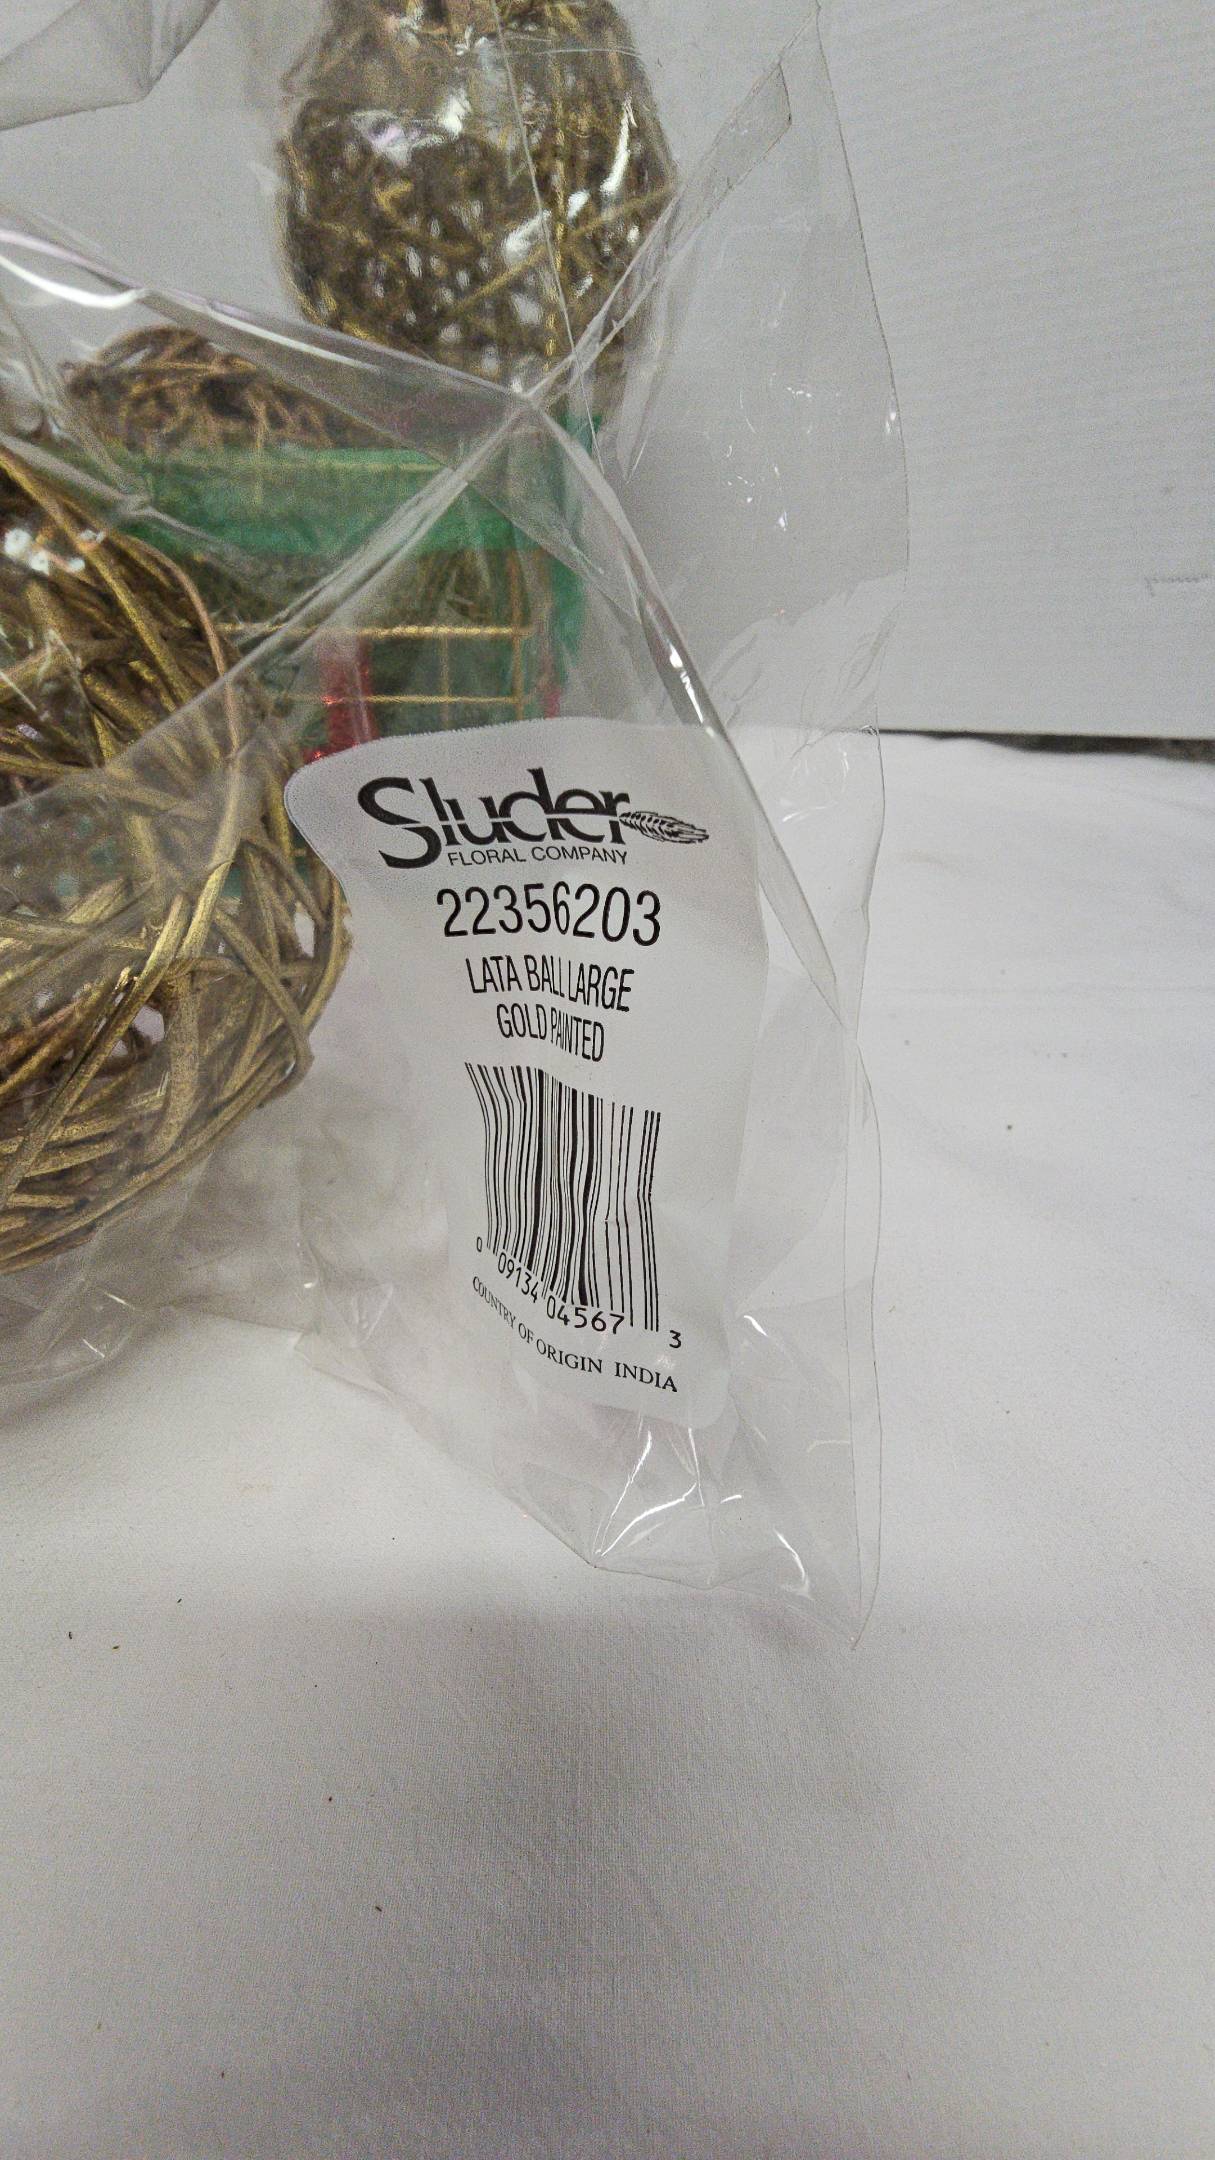 Sluder
FLORAL COMPANY
22356203
LATA BALL LARGE
GOLD PAINTED
0 09134 04567 3
COUNTRY OF ORIGIN INDIA